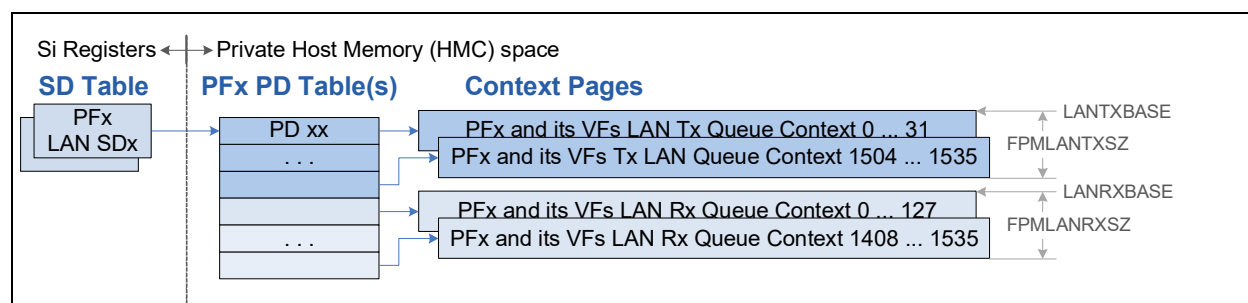 Si Registers
Private Host Memory (HMC) space
SD Table
PFx PD Table(s)
Context Pages
PFx
LAN SDx
PD xx
. . .
. . .
PFx and its VFs LAN Tx Queue Context 0 ... 31
PFx and its VFs Tx LAN Queue Context 1504 ... 1535
PFx and its VFs LAN Rx Queue Context 0 ... 127
PFx and its VFs LAN Rx Queue Context 1408 ... 1535
LANTXBASE
FPMLANTXSZ
LANRXBASE
FPMLANRXSZ